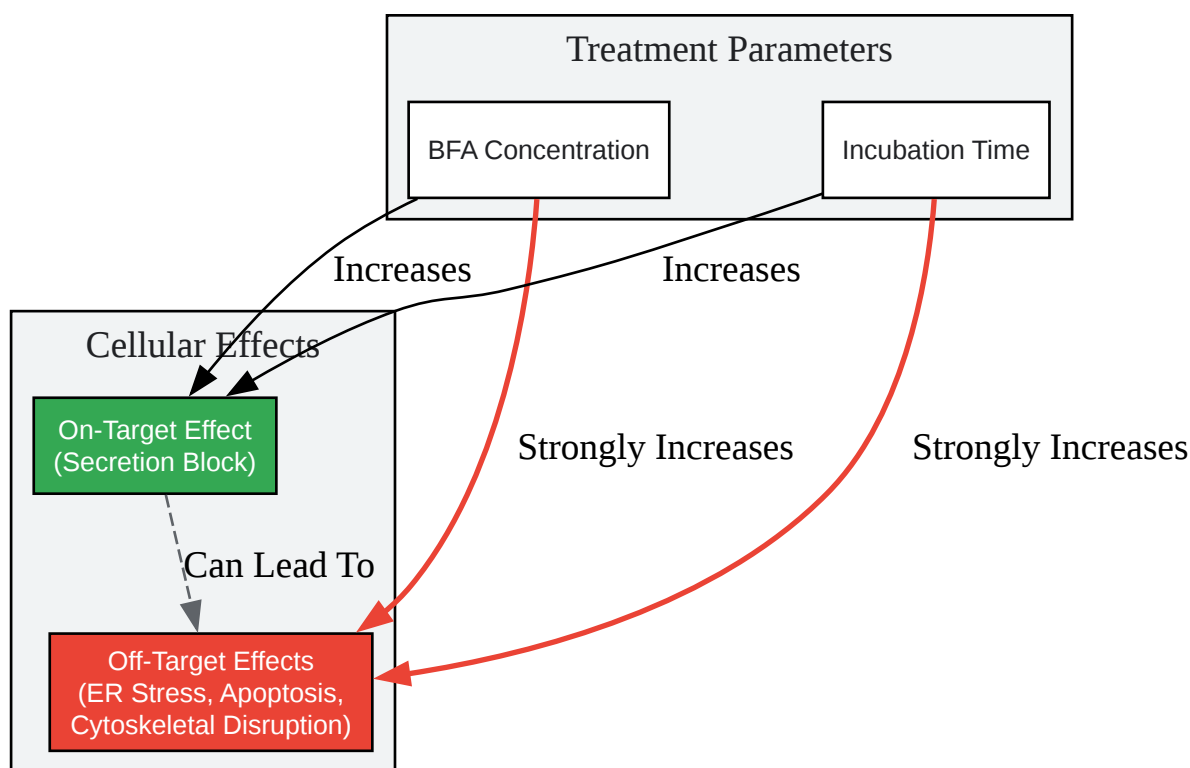 Treatment Parameters
BFA Concentration
Incubation Time
Increases
Increases
Cellular Effects
On-Target Effect
(Secretion Block)
Strongly Increases
Strongly Increases
Can Lead To
Off-Target Effects
(ER Stress, Apoptosis,
Cytoskeletal Disruption)